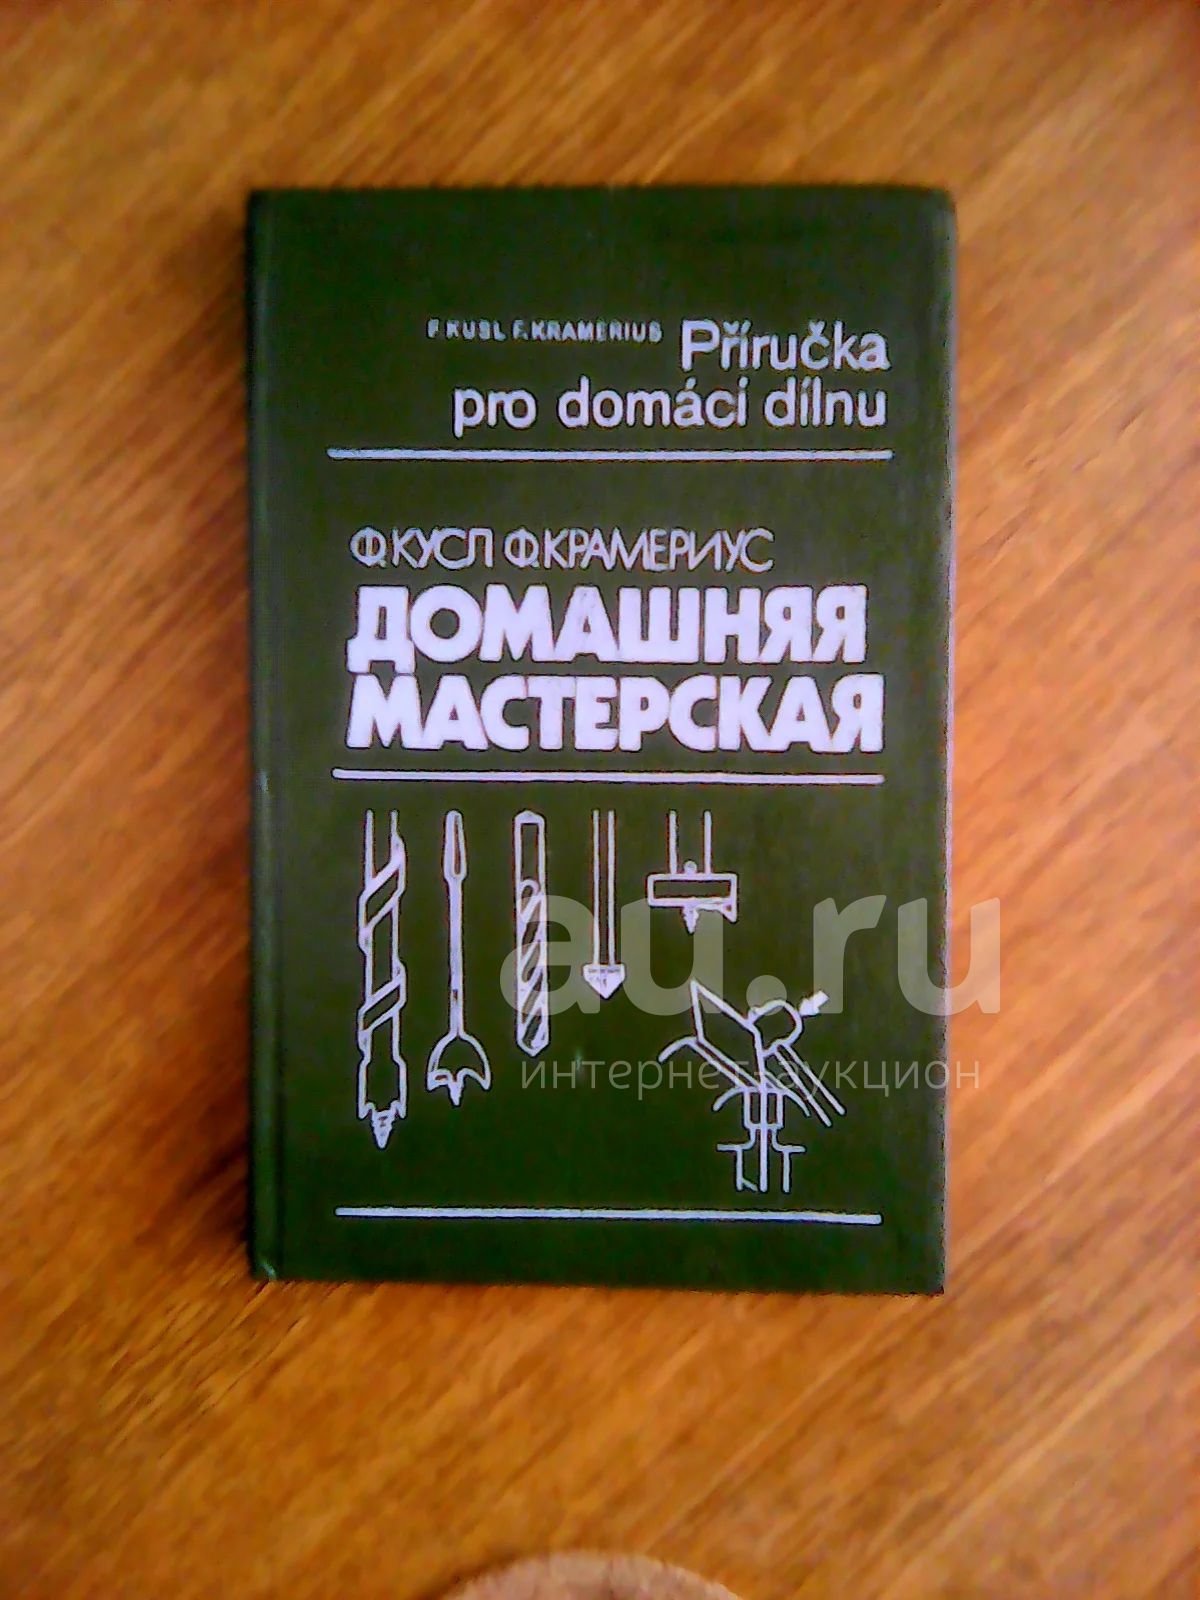 F. KUSL F. KRAMERIUS Příručka
pro domácí dílnu
Ф.КУСЛ Ф.КРАМЕРИУС
ДОМАШНЯЯ
МАСТЕРСКАЯ
au.ru
интернет-аукцион